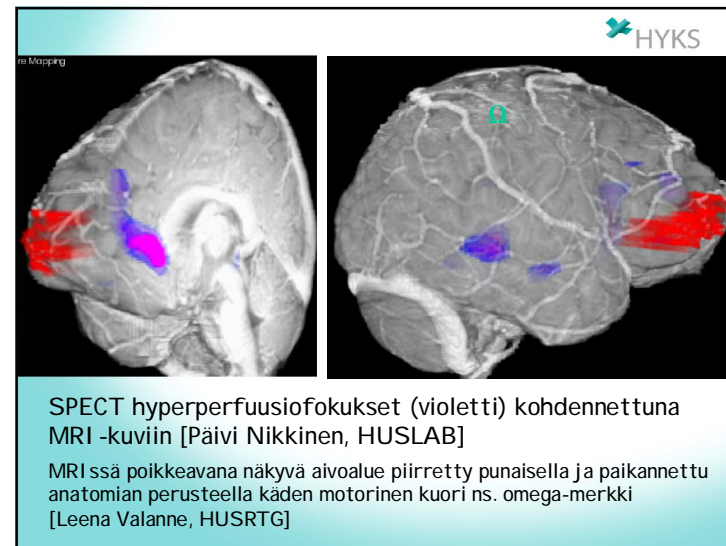 HYKS
re Mapping
Ω
SPECT hyperperfuusiofokukset (violetti) kohdennettuna
MRI-kuviin [Päivi Nikkinen, HUSLAB]
MRIssä poikkeavana näkyvä aivoalue piirretty punaisella ja paikannettu
anatomian perusteella käden motorinen kuori ns. omega-merkki
[Leena Valanne, HUSRTG]